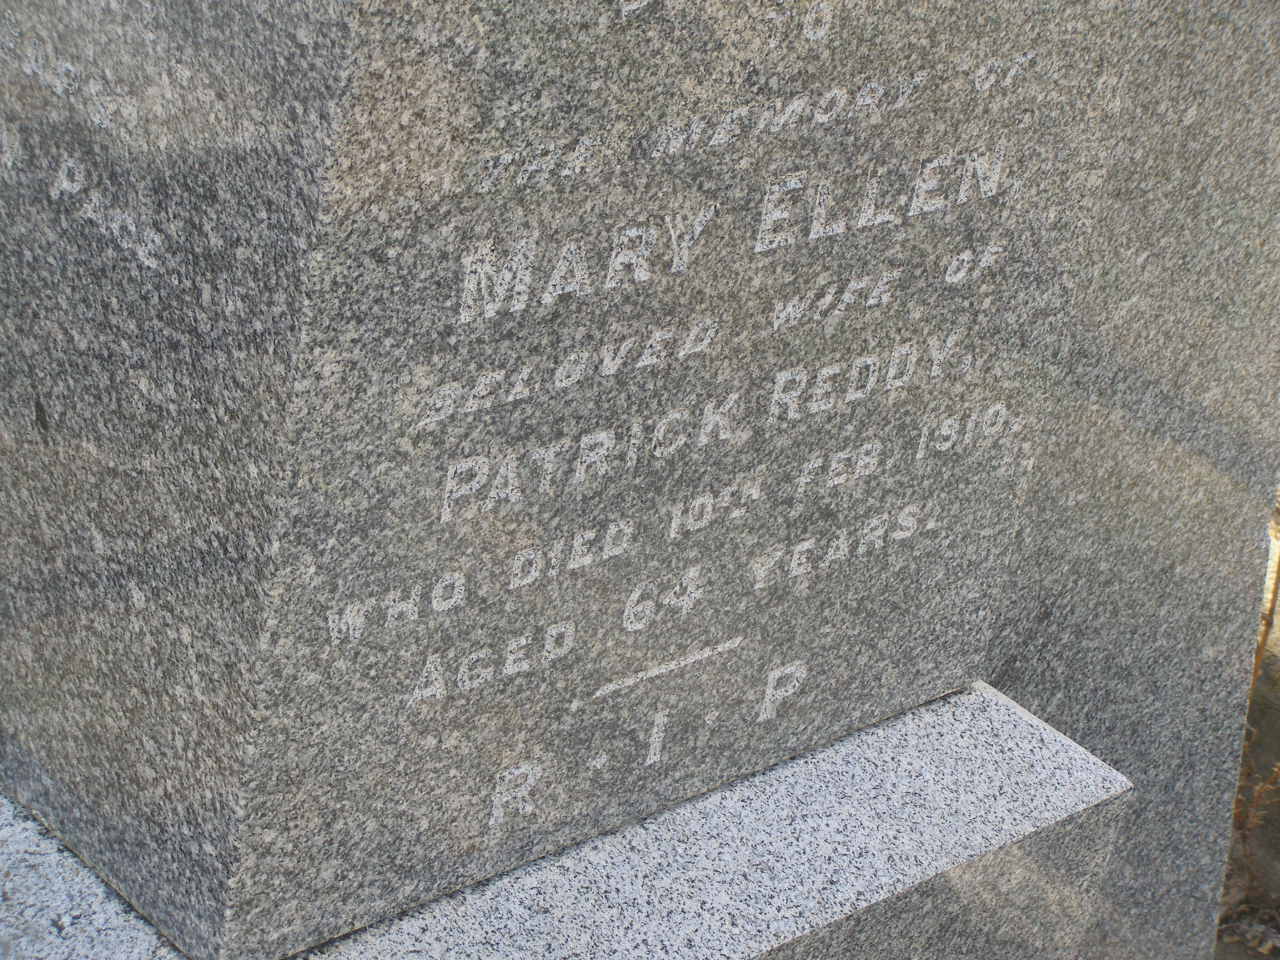 THE MEMORY OF
MARY ELLEN,
BELOVED WIFE OF
PATRICK REDDY,
WHO DIED 10TH FEB. 1910,
AGED 64 YEARS.
R. I. P